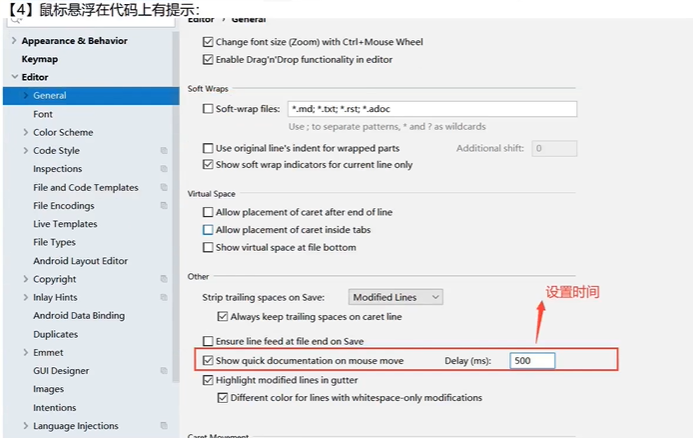 【4】鼠标悬浮在代码上有提示：
Editor › General
Appearance & Behavior
Keymap
Editor
General
Font
Color Scheme
Code Style
Inspections
File and Code Templates
File Encodings
Live Templates
File Types
Android Layout Editor
Copyright
Inlay Hints
Android Data Binding
Duplicates
Emmet
GUI Designer
Images
Intentions
Language Injections
Change font size (Zoom) with Ctrl+Mouse Wheel
Enable Drag'n'Drop functionality in editor
Soft Wraps
Soft-wrap files: *.md; *.txt; *.rst; *.adoc
Use ; to separate patterns, * and ? as wildcards
Use original line's indent for wrapped parts Additional shift: 0
Show soft wrap indicators for current line only
Virtual Space
Allow placement of caret after end of line
Allow placement of caret inside tabs
Show virtual space at file bottom
Other
设置时间
Strip trailing spaces on Save: Modified Lines
Always keep trailing spaces on caret line
Ensure line feed at file end on Save
Show quick documentation on mouse move Delay (ms): 500
Highlight modified lines in gutter
Different color for lines with whitespace-only modifications
Caret Movement